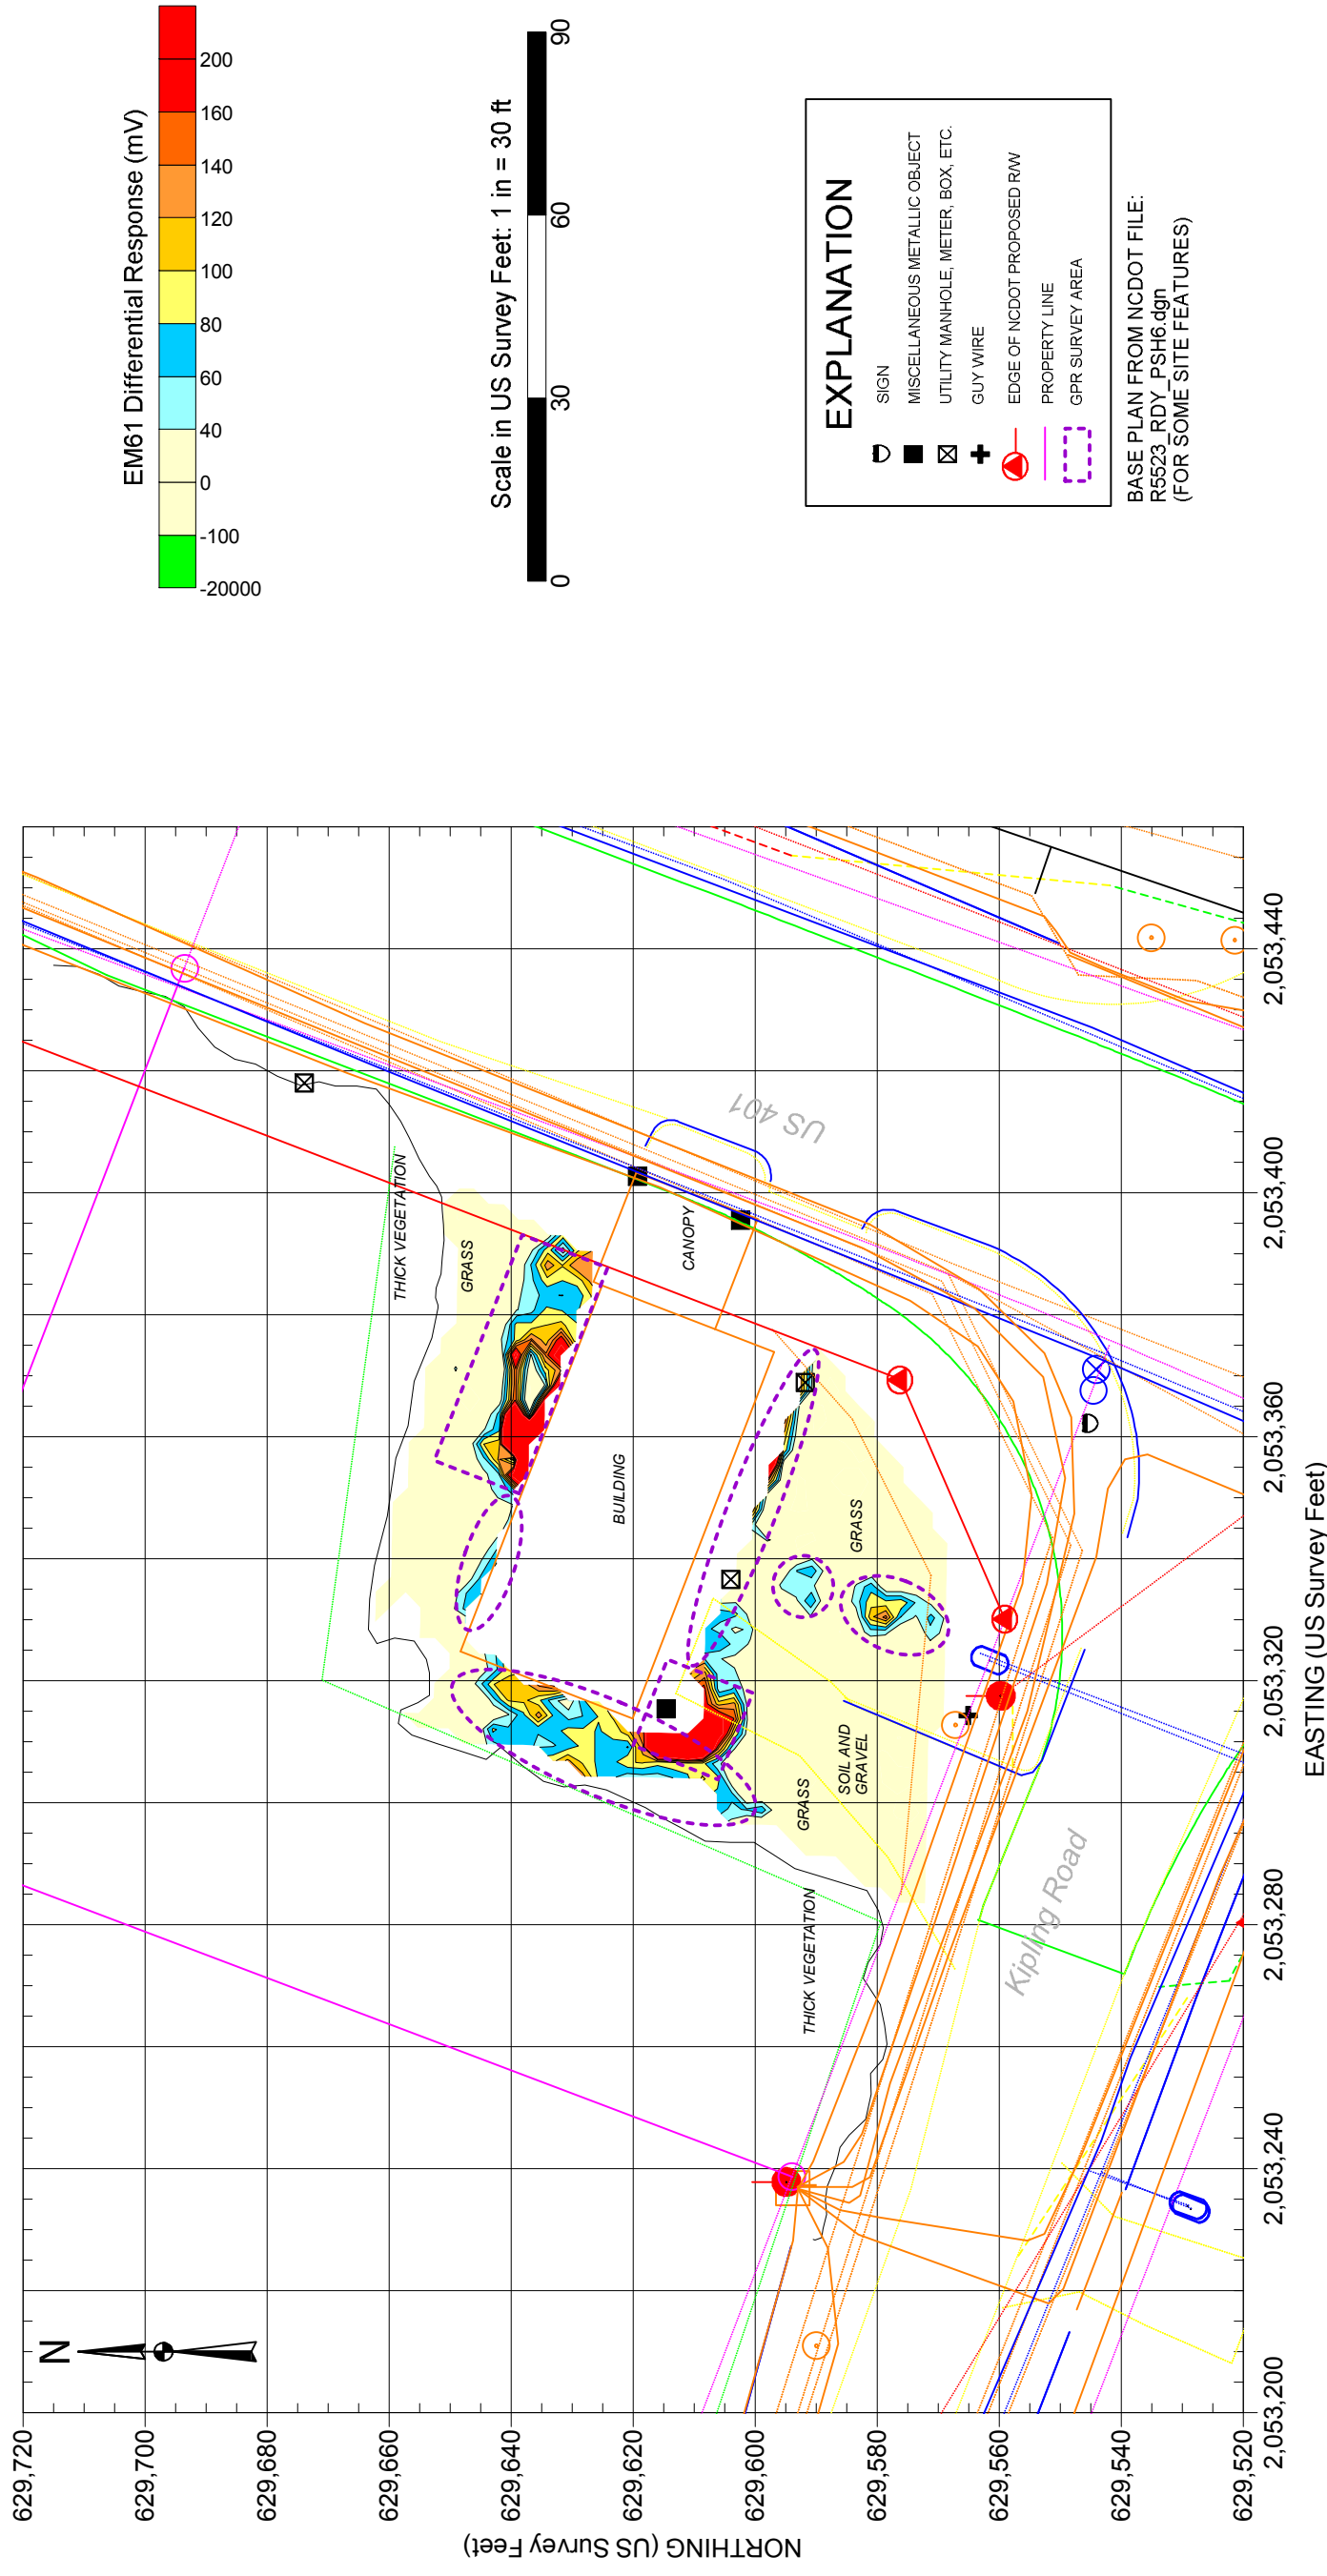 EM61 Differential Response (mV)
-20000
-100
0
40
60
80
100
120
140
160
200
Scale in US Survey Feet: 1 in = 30 ft
0
30
60
90
EXPLANATION
SIGN
MISCELLANEOUS METALLIC OBJECT
UTILITY MANHOLE, METER, BOX, ETC.
GUY WIRE
EDGE OF NCDOT PROPOSED R/W
PROPERTY LINE
GPR SURVEY AREA
BASE PLAN FROM NCDOT FILE:
R5523_RDY_PSH6.dgn
(FOR SOME SITE FEATURES)
N
THICK VEGETATION
GRASS
CANOPY
US 401
BUILDING
GRASS
SOIL AND
GRAVEL
GRASS
THICK VEGETATION
Kipling Road
NORTHING (US Survey Feet)
629,720
629,700
629,680
629,660
629,640
629,620
629,600
629,580
629,560
629,540
629,520
2,053,200
2,053,240
2,053,280
2,053,320
2,053,360
2,053,400
2,053,440
EASTING (US Survey Feet)